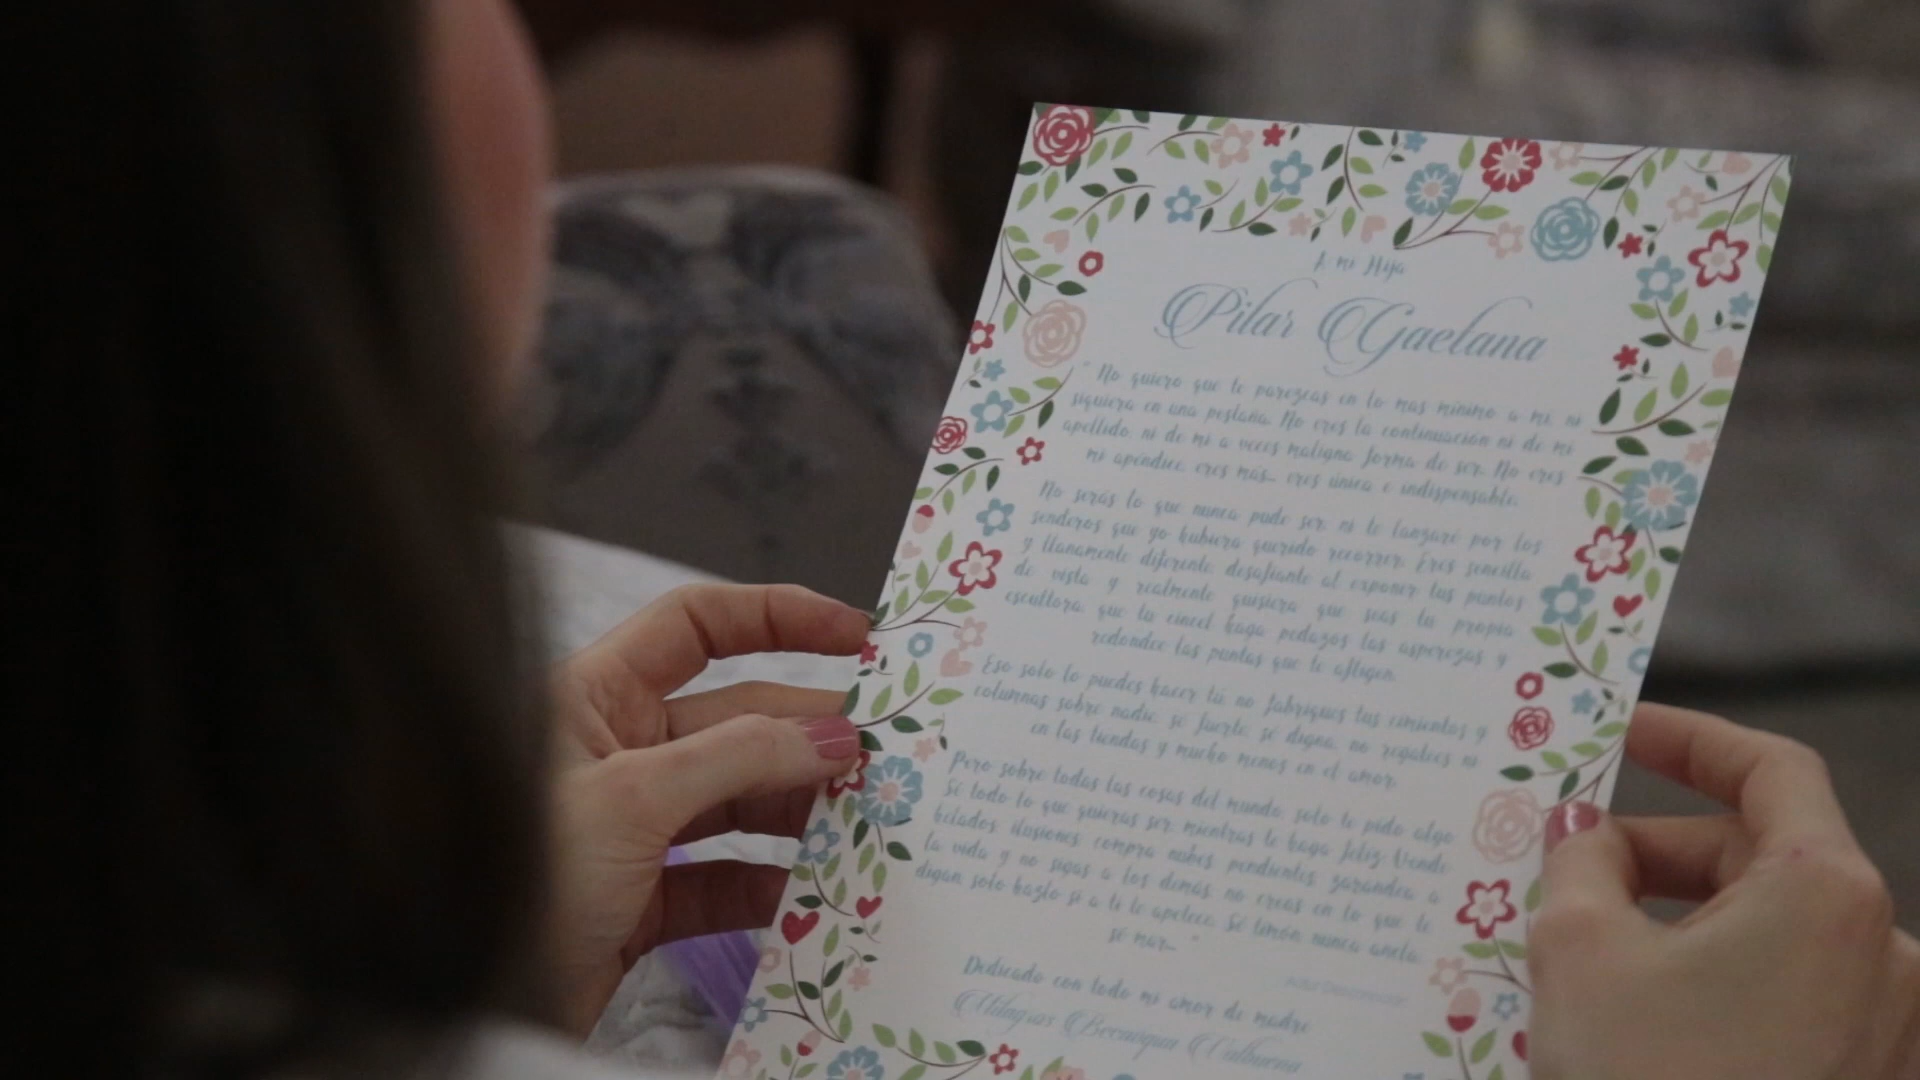 A mi Hija
Pilar Gaetana
" No quiero que te parezcas en lo mas mínimo a mi, ni
siquiera en una pestaña. No eres la continuación ni de mi
apellido, ni de mi a veces maligna forma de ser. No eres
mi apéndice, eres más... eres única e indispensable.
No serás lo que nunca pude ser, ni te lanzaré por los
senderos que yo hubiera querido recorrer. Eres sencilla
y llanamente diferente, desafiante al exponer tus puntos
de vista y realmente quisiera que seas tu propia
escultora, que tu cincel haga pedazos las asperezas y
redondee las puntas que te aflijen.
Eso solo lo puedes hacer tú, no fabriques tus cimientos y
columnas sobre nadie, sé fuerte, sé digna, no regalees ni
en las tiendas y mucho menos en el amor.
Pero sobre todas las cosas del mundo, solo te pido algo
Sé todo lo que quieras ser, mientras te haga feliz. Vende
helados, ilusiones, compra nubes, pendientes, zarandea a
la vida y no sigas a los demás, no creas en lo que te
digan, solo hazlo si a ti te apetece. Sé timón, nunca ancla,
sé mar... "
Dedicado con todo mi amor de madre
Milagros